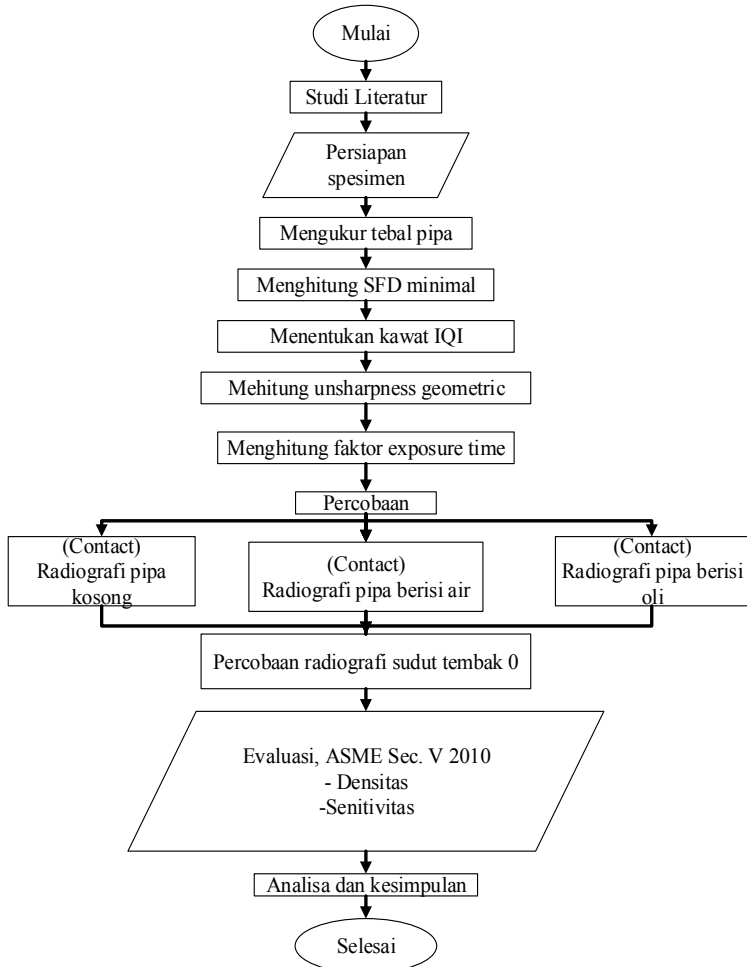 Mulai
Studi Literatur
Persiapan
spesimen
Mengukur tebal pipa
Menghitung SFD minimal
Menentukan kawat IQI
Mehitung unsharpness geometric
Menghitung faktor exposure time
Percobaan
(Contact)
Radiografi pipa
kosong
(Contact)
Radiografi pipa berisi air
(Contact)
Radiografi pipa berisi
oli
Percobaan radiografi sudut tembak 0
Evaluasi, ASME Sec. V 2010
- Densitas
-Senitivitas
Analisa dan kesimpulan
Selesai